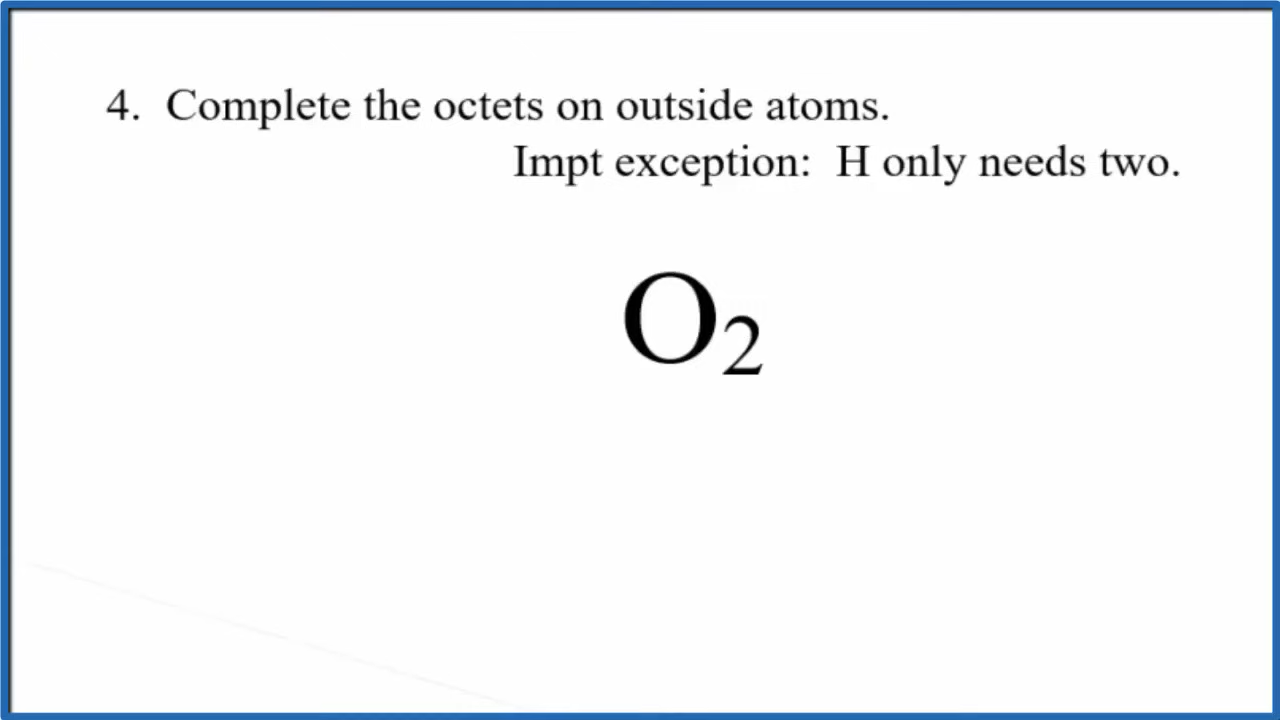 4. Complete the octets on outside atoms.
Impt exception: H only needs two.
O₂